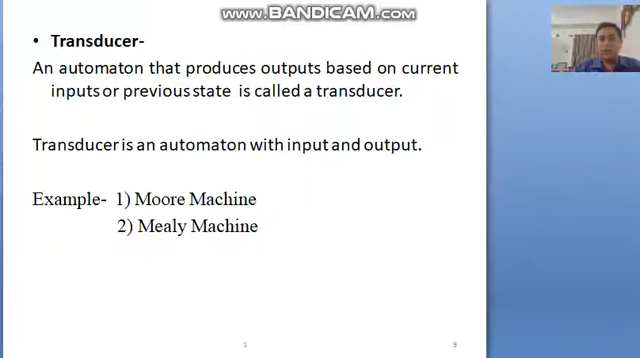 WWW.BANDICAM.COM
• Transducer-
An automaton that produces outputs based on current
inputs or previous state is called a transducer.
Transducer is an automaton with input and output.
Example- 1) Moore Machine
2) Mealy Machine
1